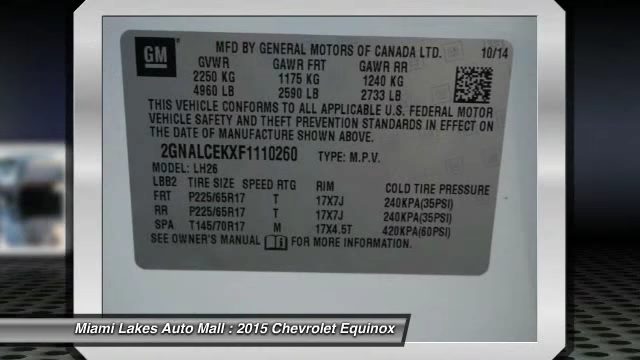 GM
MFD BY GENERAL MOTORS OF CANADA LTD. 10/14
GVWR GAWR FRT GAWR RR
2250 KG 1175 KG 1240 KG
4960 LB 2590 LB 2733 LB
THIS VEHICLE CONFORMS TO ALL APPLICABLE U.S. FEDERAL MOTOR
VEHICLE SAFETY AND THEFT PREVENTION STANDARDS IN EFFECT ON
THE DATE OF MANUFACTURE SHOWN ABOVE.
2GNALCEKXF1110260 TYPE: M.P.V.
MODEL: LH26
LBB2 TIRE SIZE SPEED RTG RIM COLD TIRE PRESSURE
FRT P225/65R17 T 17X7J 240KPA(35PSI)
RR P225/65R17 T 17X7J 240KPA(35PSI)
SPA T145/70R17 M 17X4.5T 420KPA(60PSI)
SEE OWNER'S MANUAL FOR MORE INFORMATION.
Miami Lakes Auto Mall : 2015 Chevrolet Equinox